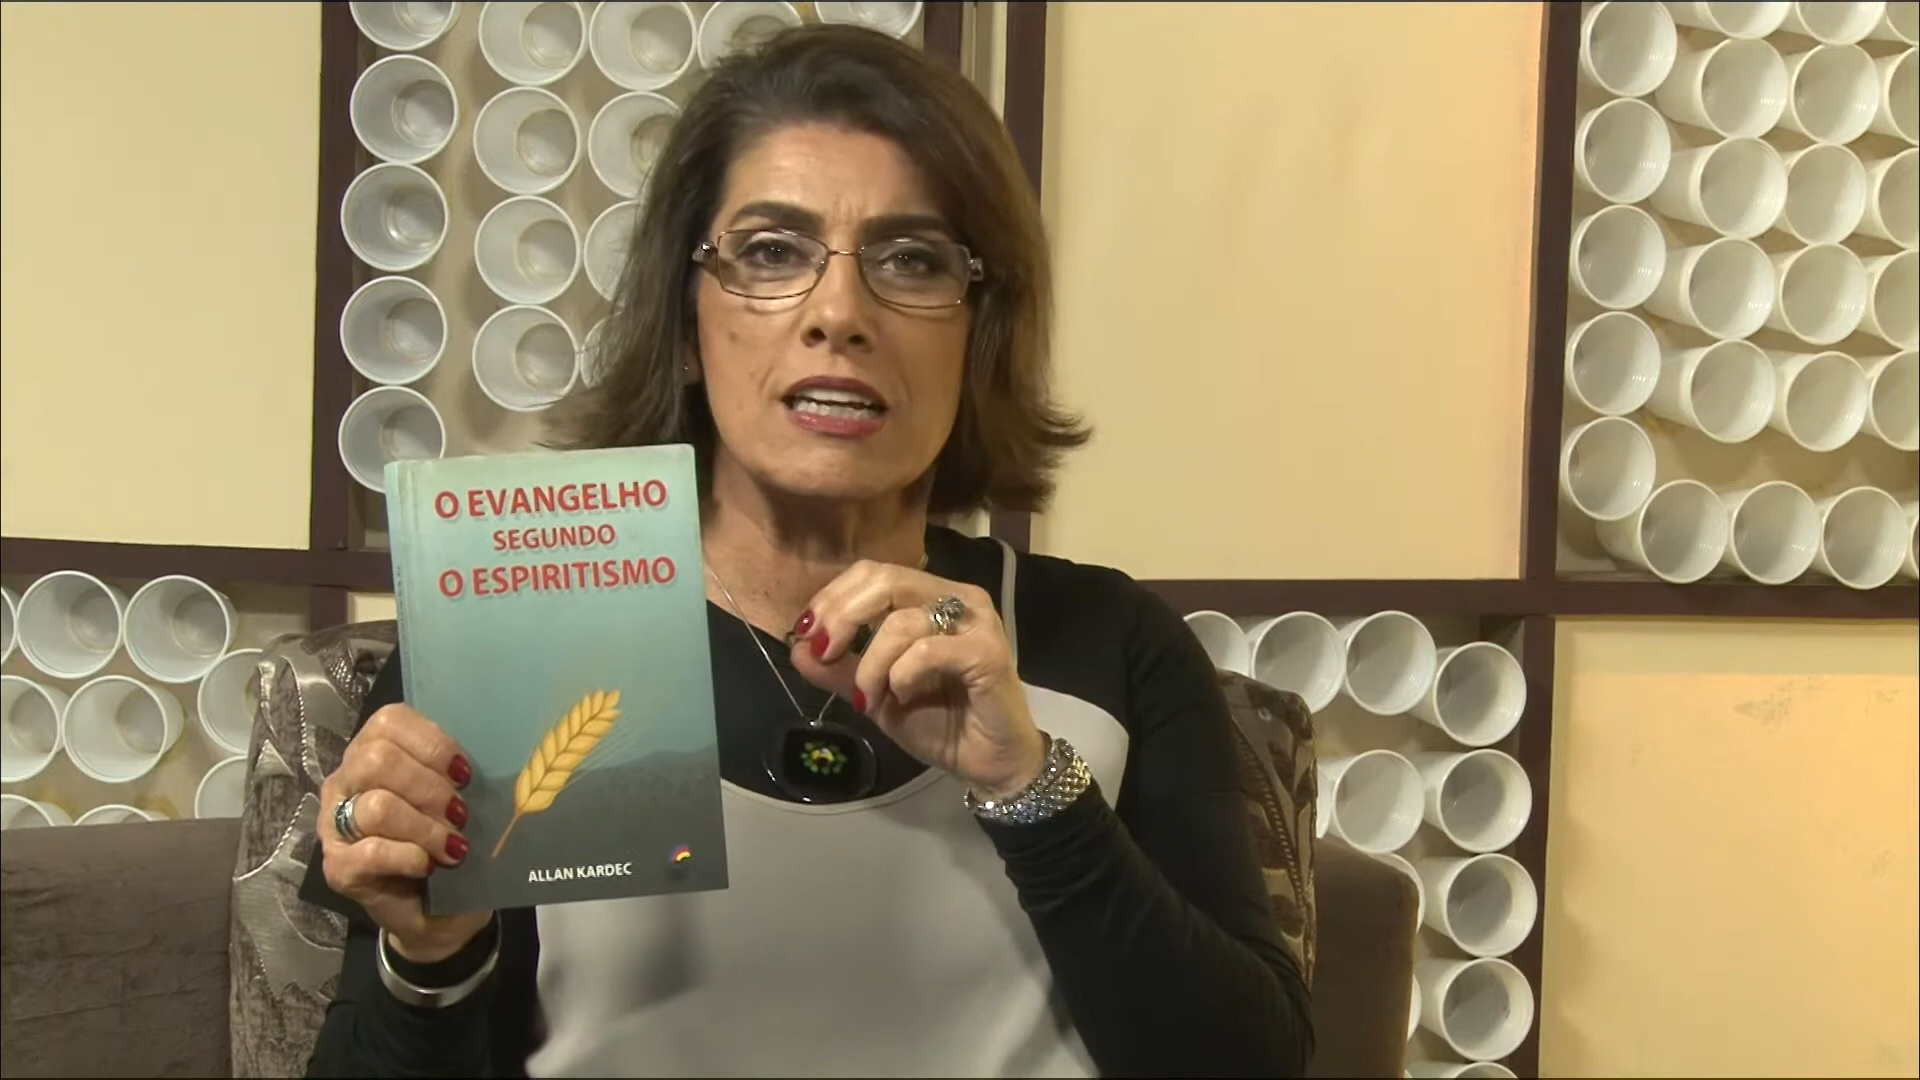 O EVANGELHO
SEGUNDO
O ESPIRITISMO
ALLAN KARDEC